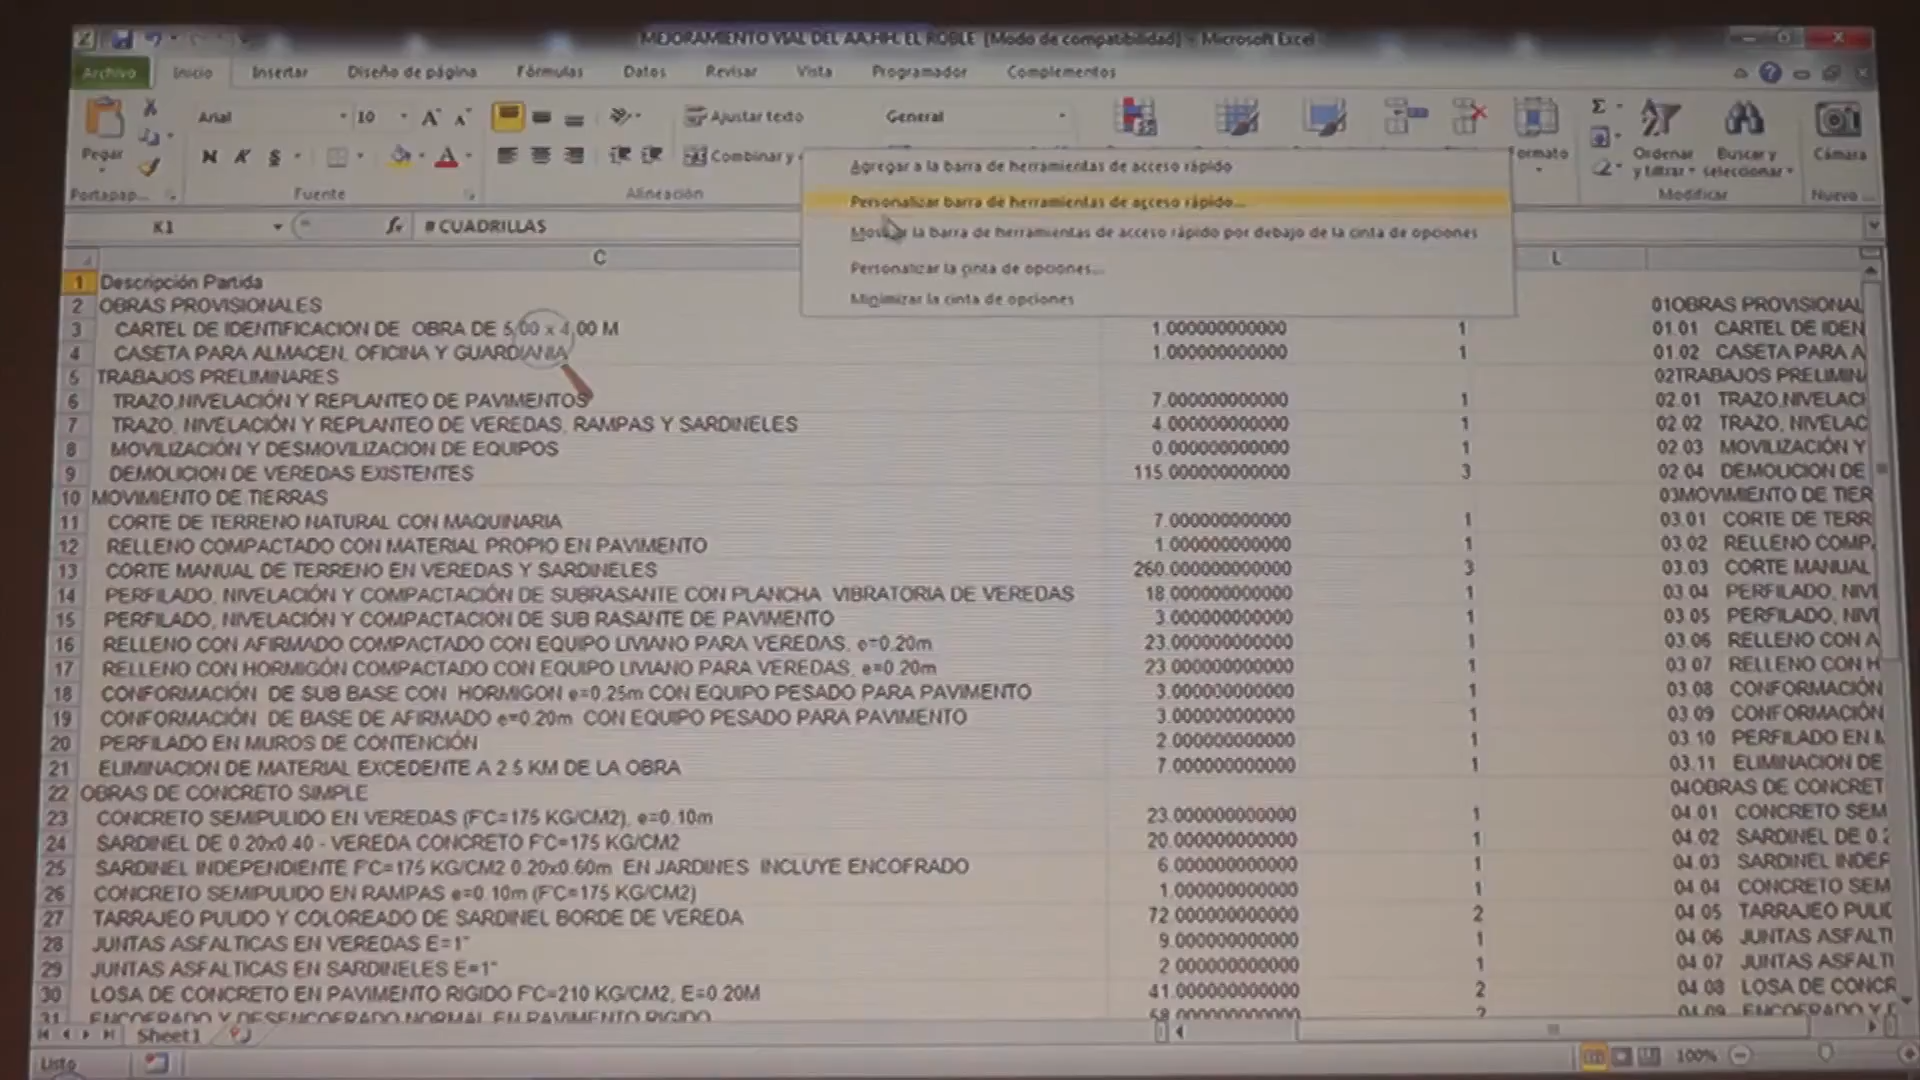 MEJORAMIENTO VIAL DEL AA.HH. EL ROBLE [Modo de compatibilidad] - Microsoft Excel
Archivo Inicio Insertar Diseño de página Fórmulas Datos Revisar Vista Programador Complementos
Arial 10 Ajustar texto General
Pegar N K S Combinar y Formato Ordenar y filtrar Buscar y seleccionar Cámara
Portapap... Fuente Alineación Modificar Nuevo ...
Agregar a la barra de herramientas de acceso rápido
Personalizar barra de herramientas de acceso rápido...
Mostrar la barra de herramientas de acceso rápido por debajo de la cinta de opciones
Personalizar la cinta de opciones...
Minimizar la cinta de opciones
K1 fx # CUADRILLAS
C L
1 Descripción Partida
2 OBRAS PROVISIONALES 01OBRAS PROVISIONAL
3 CARTEL DE IDENTIFICACION DE OBRA DE 5.00 x 4.00 M 1.000000000000 1 01.01 CARTEL DE IDEN
4 CASETA PARA ALMACEN, OFICINA Y GUARDIANIA 1.000000000000 1 01.02 CASETA PARA A
5 TRABAJOS PRELIMINARES 02TRABAJOS PRELIMIN
6 TRAZO,NIVELACIÓN Y REPLANTEO DE PAVIMENTOS 7.000000000000 1 02.01 TRAZO,NIVELACI
7 TRAZO, NIVELACIÓN Y REPLANTEO DE VEREDAS, RAMPAS Y SARDINELES 4.000000000000 1 02.02 TRAZO, NIVELAC
8 MOVILIZACIÓN Y DESMOVILIZACION DE EQUIPOS 0.000000000000 1 02.03 MOVILIZACIÓN Y
9 DEMOLICION DE VEREDAS EXISTENTES 115.000000000000 3 02.04 DEMOLICION DE
10 MOVIMIENTO DE TIERRAS 03MOVIMIENTO DE TIER
11 CORTE DE TERRENO NATURAL CON MAQUINARIA 7.000000000000 1 03.01 CORTE DE TERR
12 RELLENO COMPACTADO CON MATERIAL PROPIO EN PAVIMENTO 1.000000000000 1 03.02 RELLENO COMP
13 CORTE MANUAL DE TERRENO EN VEREDAS Y SARDINELES 260.000000000000 3 03.03 CORTE MANUAL
14 PERFILADO, NIVELACIÓN Y COMPACTACIÓN DE SUBRASANTE CON PLANCHA VIBRATORIA DE VEREDAS 18.000000000000 1 03.04 PERFILADO, NIVI
15 PERFILADO, NIVELACIÓN Y COMPACTACION DE SUB RASANTE DE PAVIMENTO 3.000000000000 1 03.05 PERFILADO, NIVI
16 RELLENO CON AFIRMADO COMPACTADO CON EQUIPO LIVIANO PARA VEREDAS, e=0.20m 23.000000000000 1 03.06 RELLENO CON A
17 RELLENO CON HORMIGÓN COMPACTADO CON EQUIPO LIVIANO PARA VEREDAS, e=0.20m 23.000000000000 1 03.07 RELLENO CON H
18 CONFORMACIÓN DE SUB BASE CON HORMIGON e=0.25m CON EQUIPO PESADO PARA PAVIMENTO 3.000000000000 1 03.08 CONFORMACIÓN
19 CONFORMACIÓN DE BASE DE AFIRMADO e=0.20m CON EQUIPO PESADO PARA PAVIMENTO 3.000000000000 1 03.09 CONFORMACIÓN
20 PERFILADO EN MUROS DE CONTENCIÓN 2.000000000000 1 03.10 PERFILADO EN M
21 ELIMINACION DE MATERIAL EXCEDENTE A 2.5 KM DE LA OBRA 7.000000000000 1 03.11 ELIMINACION DE
22 OBRAS DE CONCRETO SIMPLE 04OBRAS DE CONCRET
23 CONCRETO SEMIPULIDO EN VEREDAS (F'C=175 KG/CM2), e=0.10m 23.000000000000 1 04.01 CONCRETO SEM
24 SARDINEL DE 0.20x0.40 - VEREDA CONCRETO F'C=175 KG/CM2 20.000000000000 1 04.02 SARDINEL DE 0.2
25 SARDINEL INDEPENDIENTE F'C=175 KG/CM2 0.20x0.60m EN JARDINES INCLUYE ENCOFRADO 6.000000000000 1 04.03 SARDINEL INDEF
26 CONCRETO SEMIPULIDO EN RAMPAS e=0.10m (F'C=175 KG/CM2) 1.000000000000 1 04.04 CONCRETO SEM
27 TARRAJEO PULIDO Y COLOREADO DE SARDINEL BORDE DE VEREDA 72.000000000000 2 04.05 TARRAJEO PULIC
28 JUNTAS ASFALTICAS EN VEREDAS E=1" 9.000000000000 1 04.06 JUNTAS ASFALTI
29 JUNTAS ASFALTICAS EN SARDINELES E=1" 2.000000000000 1 04.07 JUNTAS ASFALTI
30 LOSA DE CONCRETO EN PAVIMENTO RIGIDO F'C=210 KG/CM2, E=0.20M 41.000000000000 2 04.08 LOSA DE CONCR
31 ENCOFRADO Y DESENCOFRADO NORMAL EN PAVIMENTO RIGIDO 68.000000000000 2 04.09 ENCOFRADO Y D
Sheet1
Listo 100%